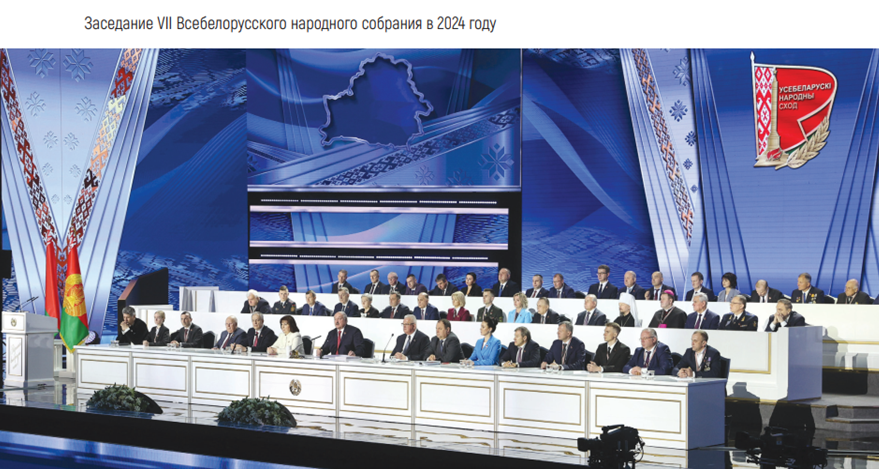 Заседание VII Всебелорусского народного собрания в 2024 году
УСЕБЕЛАРУСКІ
НАРОДНЫ
СХОД